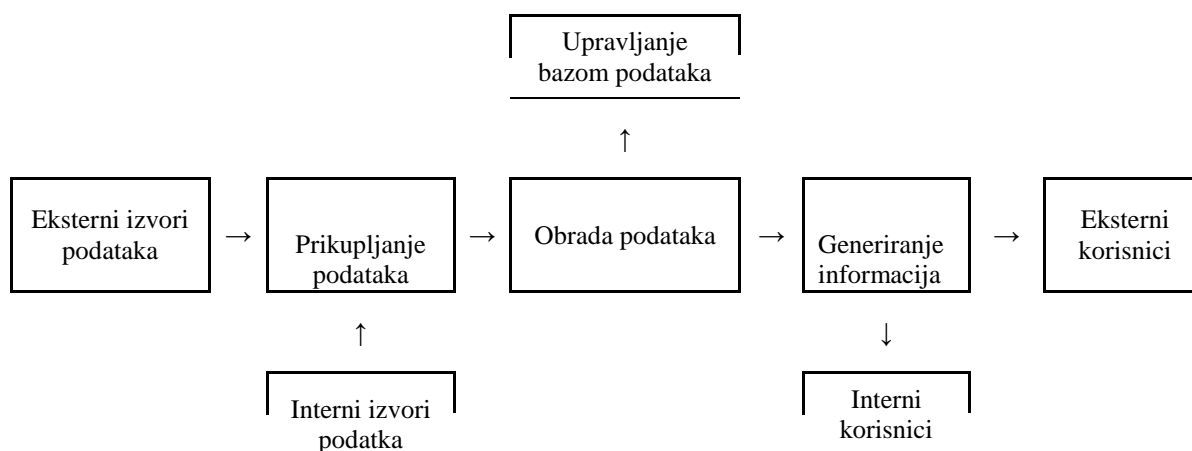 Upravljanje
bazom podataka
↑
Eksterni izvori
podataka
→
Prikupljanje
podataka
→
Obrada podataka
→
Generiranje
informacija
→
Eksterni
korisnici
↑
↓
Interni izvori
podatka
Interni
korisnici